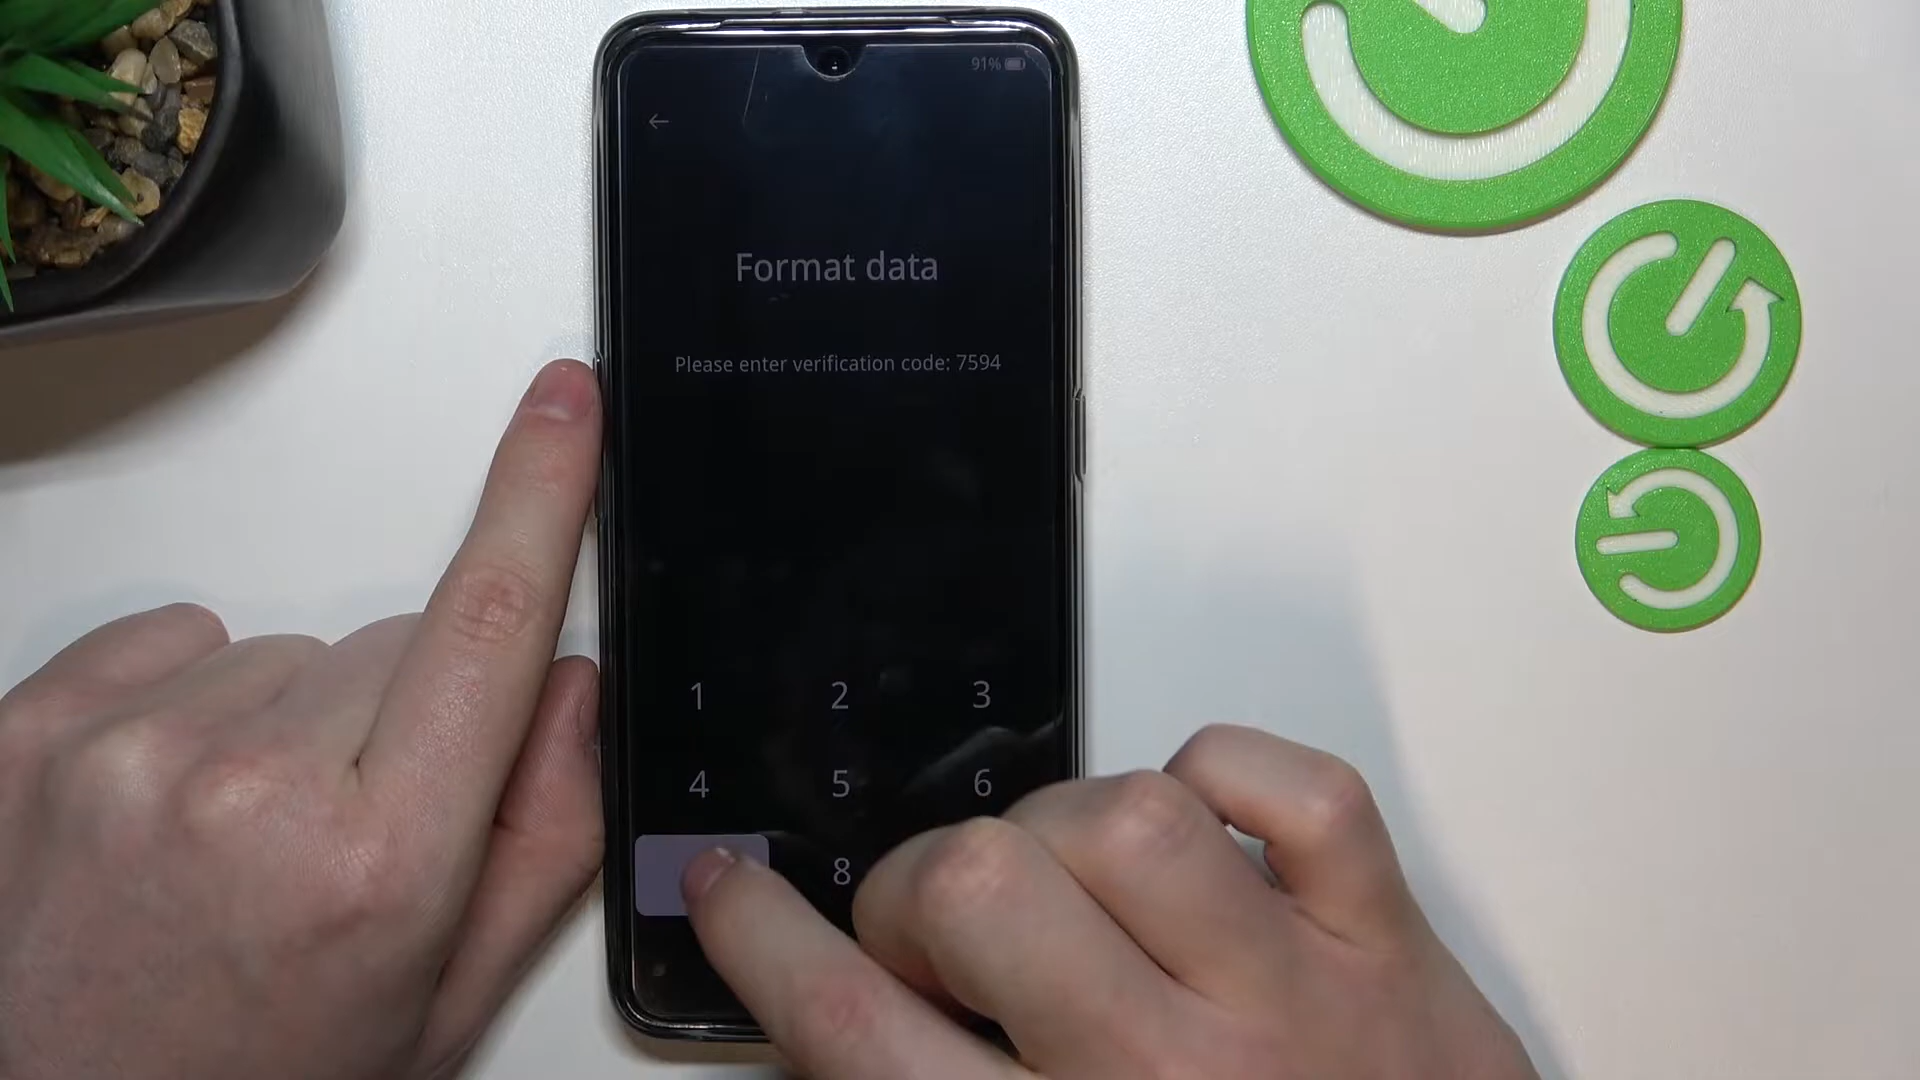 91%
Format data
Please enter verification code: 7594
1 2 3
4 5 6
8